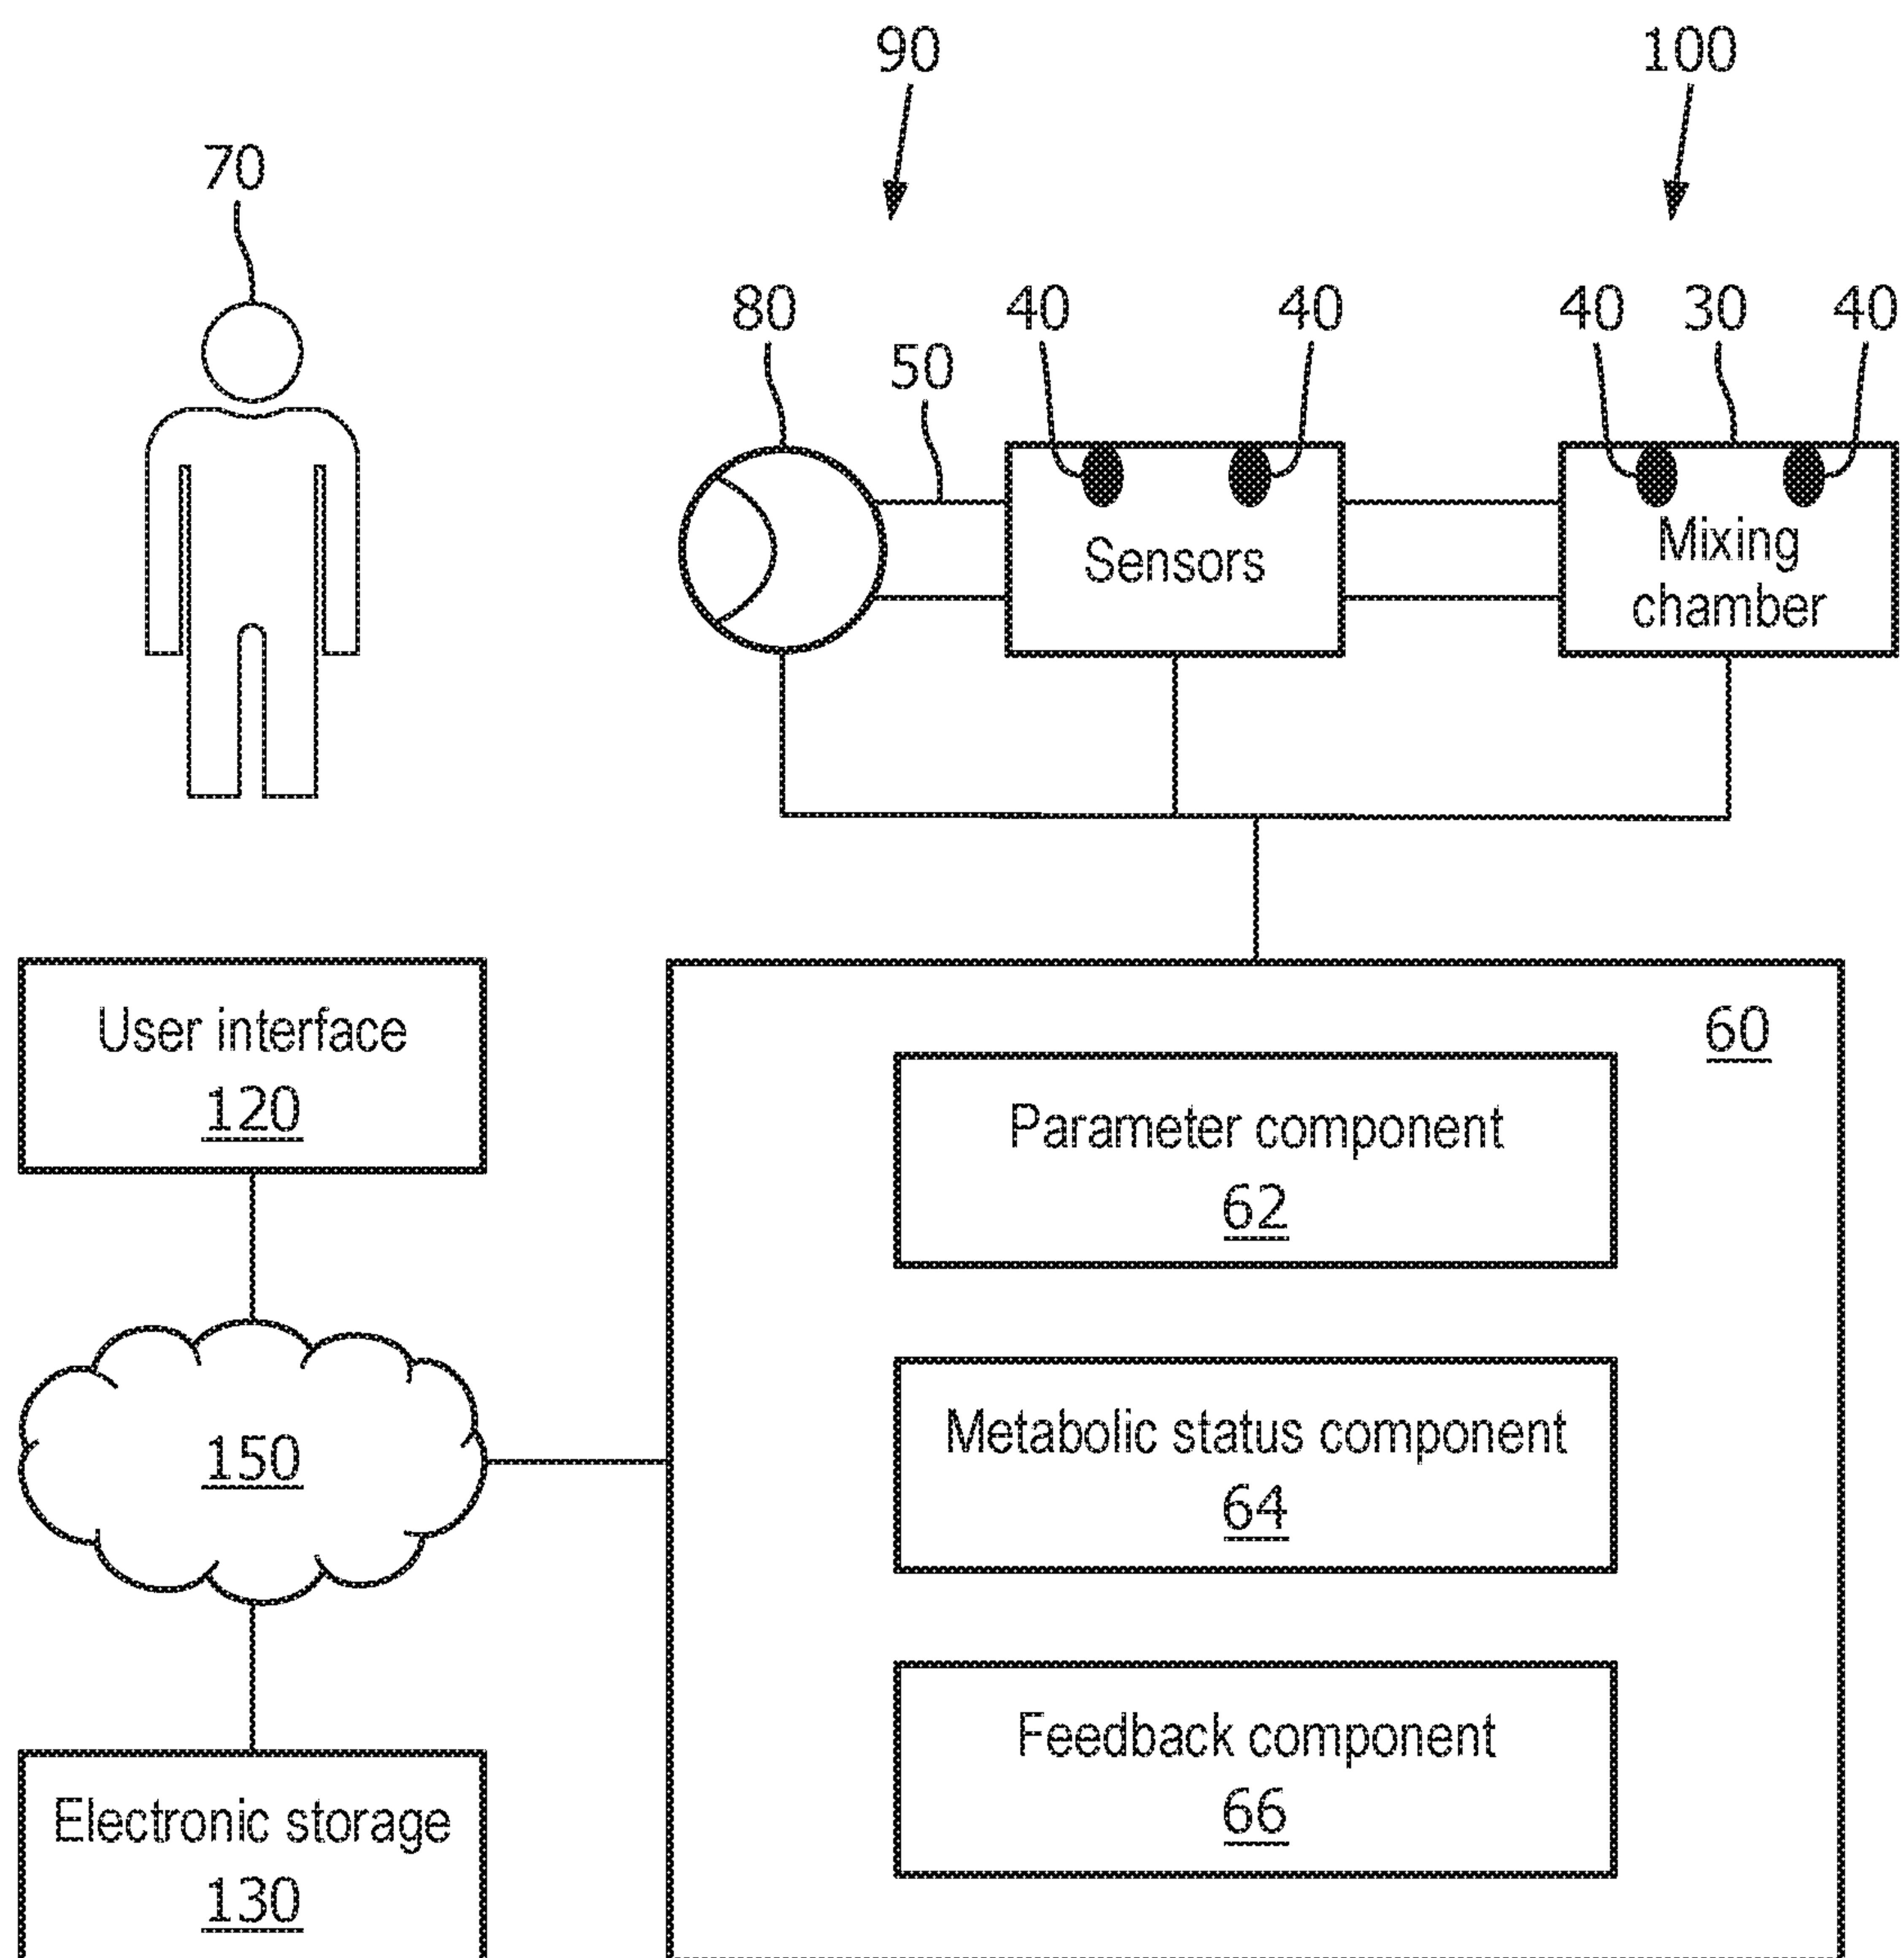 90
100
70
80
50
40
40
40
30
40
Sensors
Mixing
chamber
60
User interface
120
Parameter component
62
150
Metabolic status component
64
Feedback component
66
Electronic storage
130